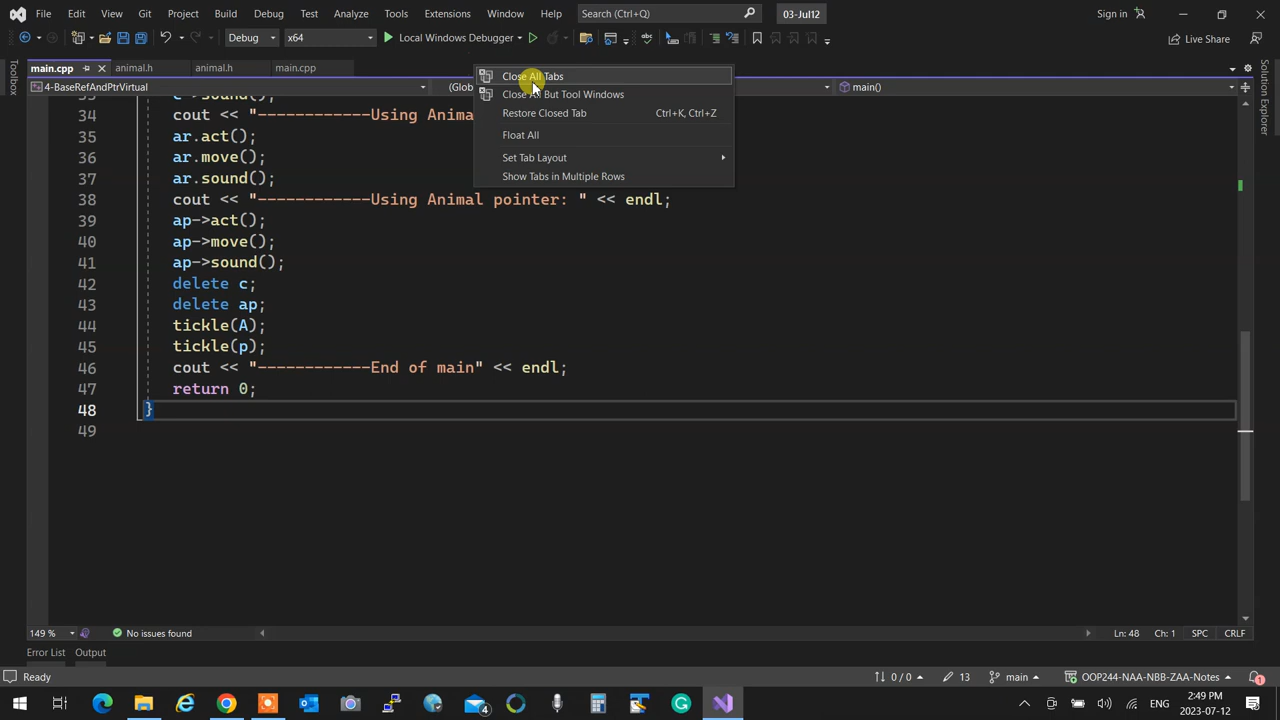 File Edit View Git Project Build Debug Test Analyze Tools Extensions Window Help Search (Ctrl+Q) 03-Jul12 Sign in
Debug x64 Local Windows Debugger Live Share
main.cpp animal.h animal.h main.cpp
4-BaseRefAndPtrVirtual main()
Close All Tabs
Close All But Tool Windows
Restore Closed Tab Ctrl+K, Ctrl+Z
Float All
Set Tab Layout
Show Tabs in Multiple Rows
Toolbox
Solution Explorer
34 cout << "------------Using Anima
35 ar.act();
36 ar.move();
37 ar.sound();
38 cout << "------------Using Animal pointer: " << endl;
39 ap->act();
40 ap->move();
41 ap->sound();
42 delete c;
43 delete ap;
44 tickle(A);
45 tickle(p);
46 cout << "------------End of main" << endl;
47 return 0;
48 }
49
149 % No issues found Ln: 48 Ch: 1 SPC CRLF
Error List Output
Ready 0 / 0 13 main OOP244-NAA-NBB-ZAA-Notes 1
4 ENG 2:49 PM
2023-07-12